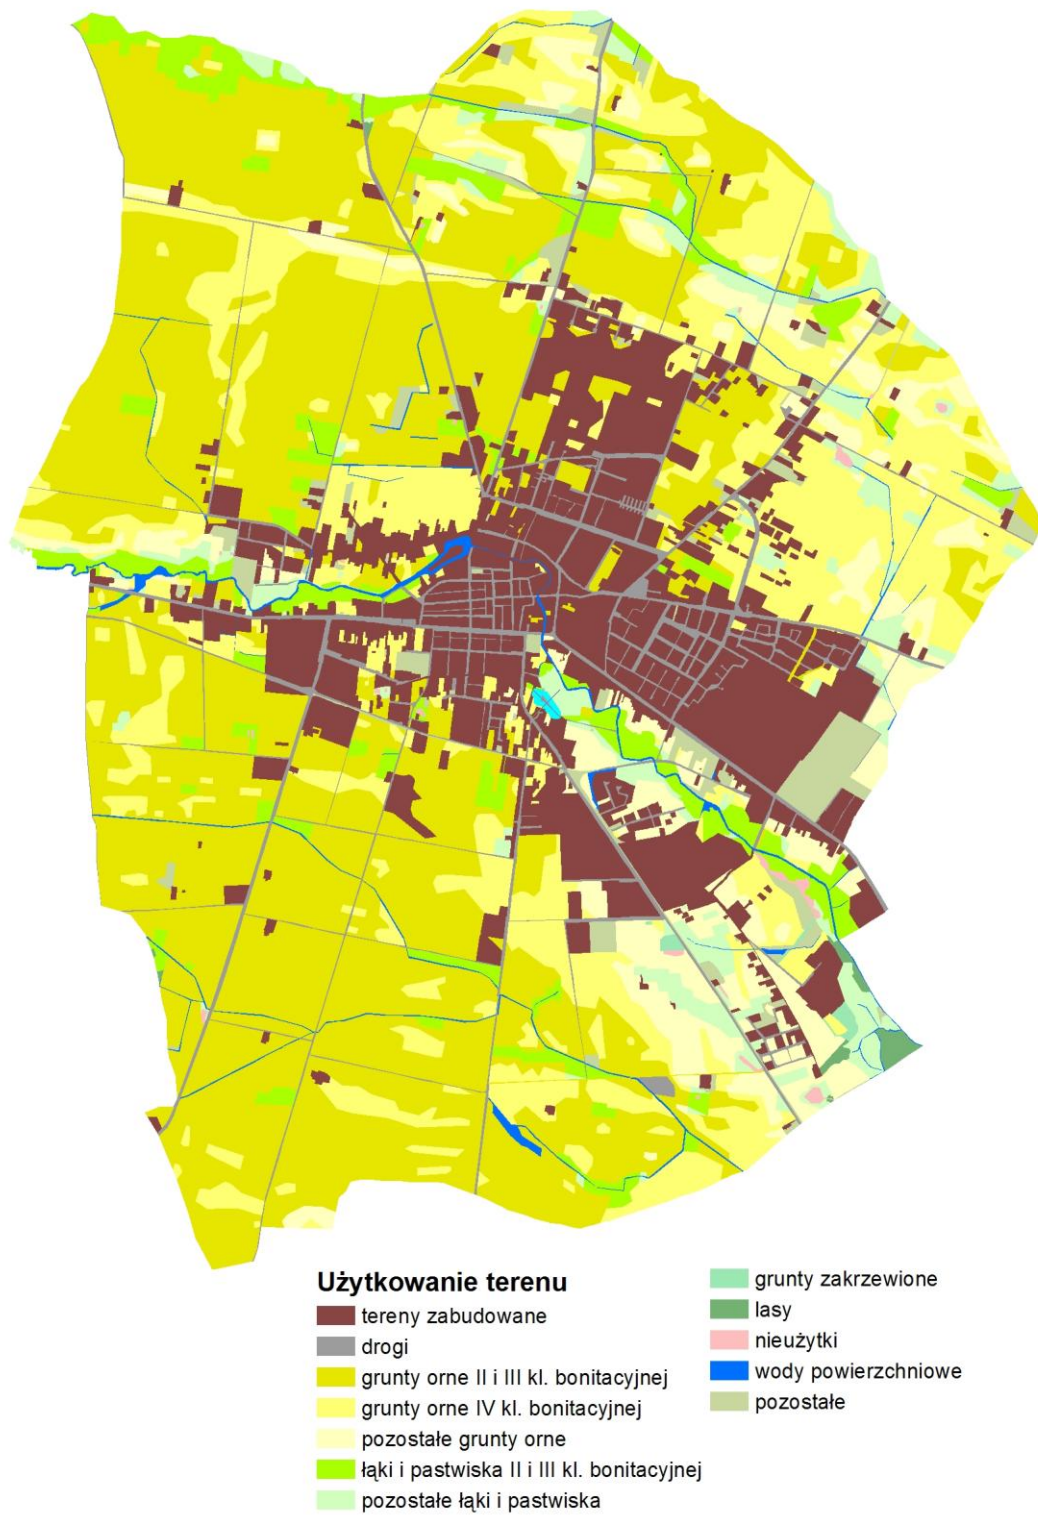 Użytkowanie terenu
tereny zabudowane
drogi
grunty orne II i III kl. bonitacyjnej
grunty orne IV kl. bonitacyjnej
pozostałe grunty orne
łąki i pastwiska II i III kl. bonitacyjnej
pozostałe łąki i pastwiska
grunty zakrzewione
lasy
nieużytki
wody powierzchniowe
pozostałe